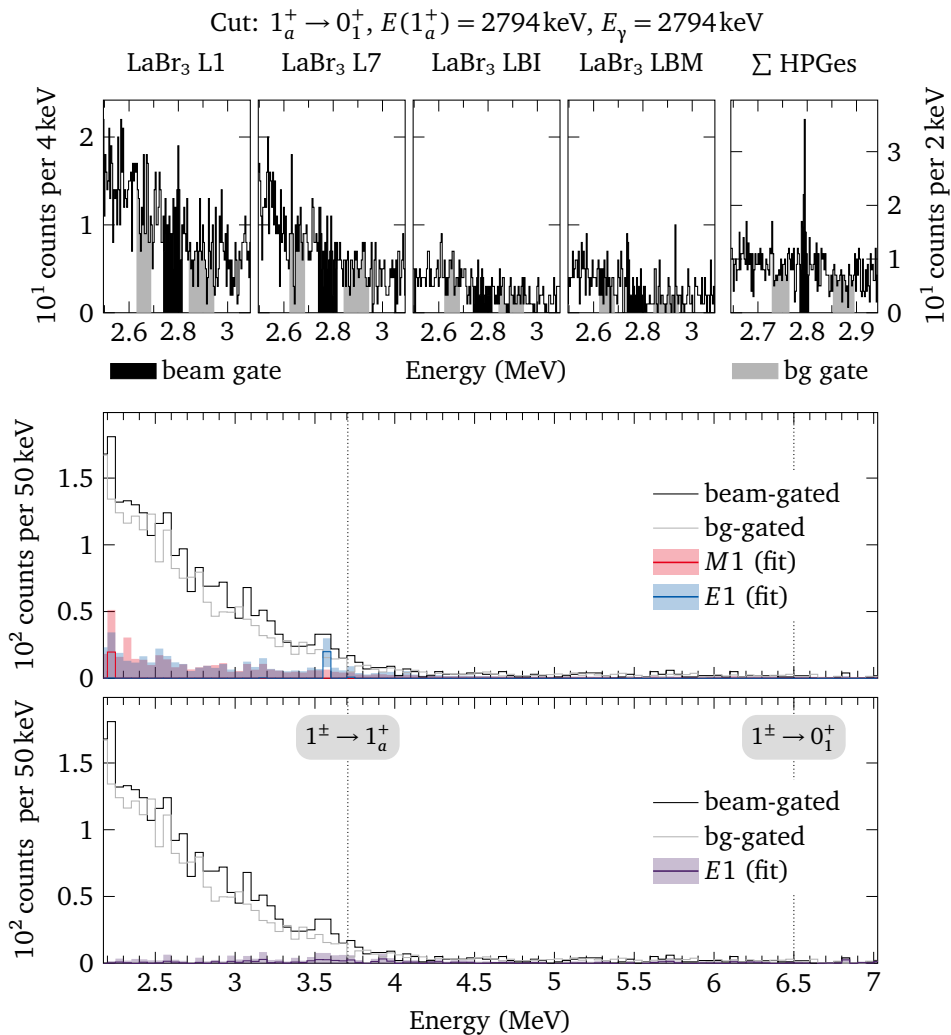 Cut: 1⁺ₐ → 0⁺₁, E(1⁺ₐ) = 2794 keV, Eᵧ = 2794 keV
LaBr₃ L1 LaBr₃ L7 LaBr₃ LBI LaBr₃ LBM ∑ HPGes
10¹ counts per 4 keV
2
1
0
3
2
1
0
10¹ counts per 2 keV
2.6 2.8 3 2.6 2.8 3 2.6 2.8 3 2.6 2.8 3 2.7 2.8 2.9
beam gate Energy (MeV) bg gate
10² counts per 50 keV
1.5
1
0.5
0
beam-gated
bg-gated
M1 (fit)
E1 (fit)
10² counts per 50 keV
1.5
1
0.5
0
1± → 1⁺ₐ 1± → 0⁺₁
beam-gated
bg-gated
E1 (fit)
2.5 3 3.5 4 4.5 5 5.5 6 6.5 7
Energy (MeV)